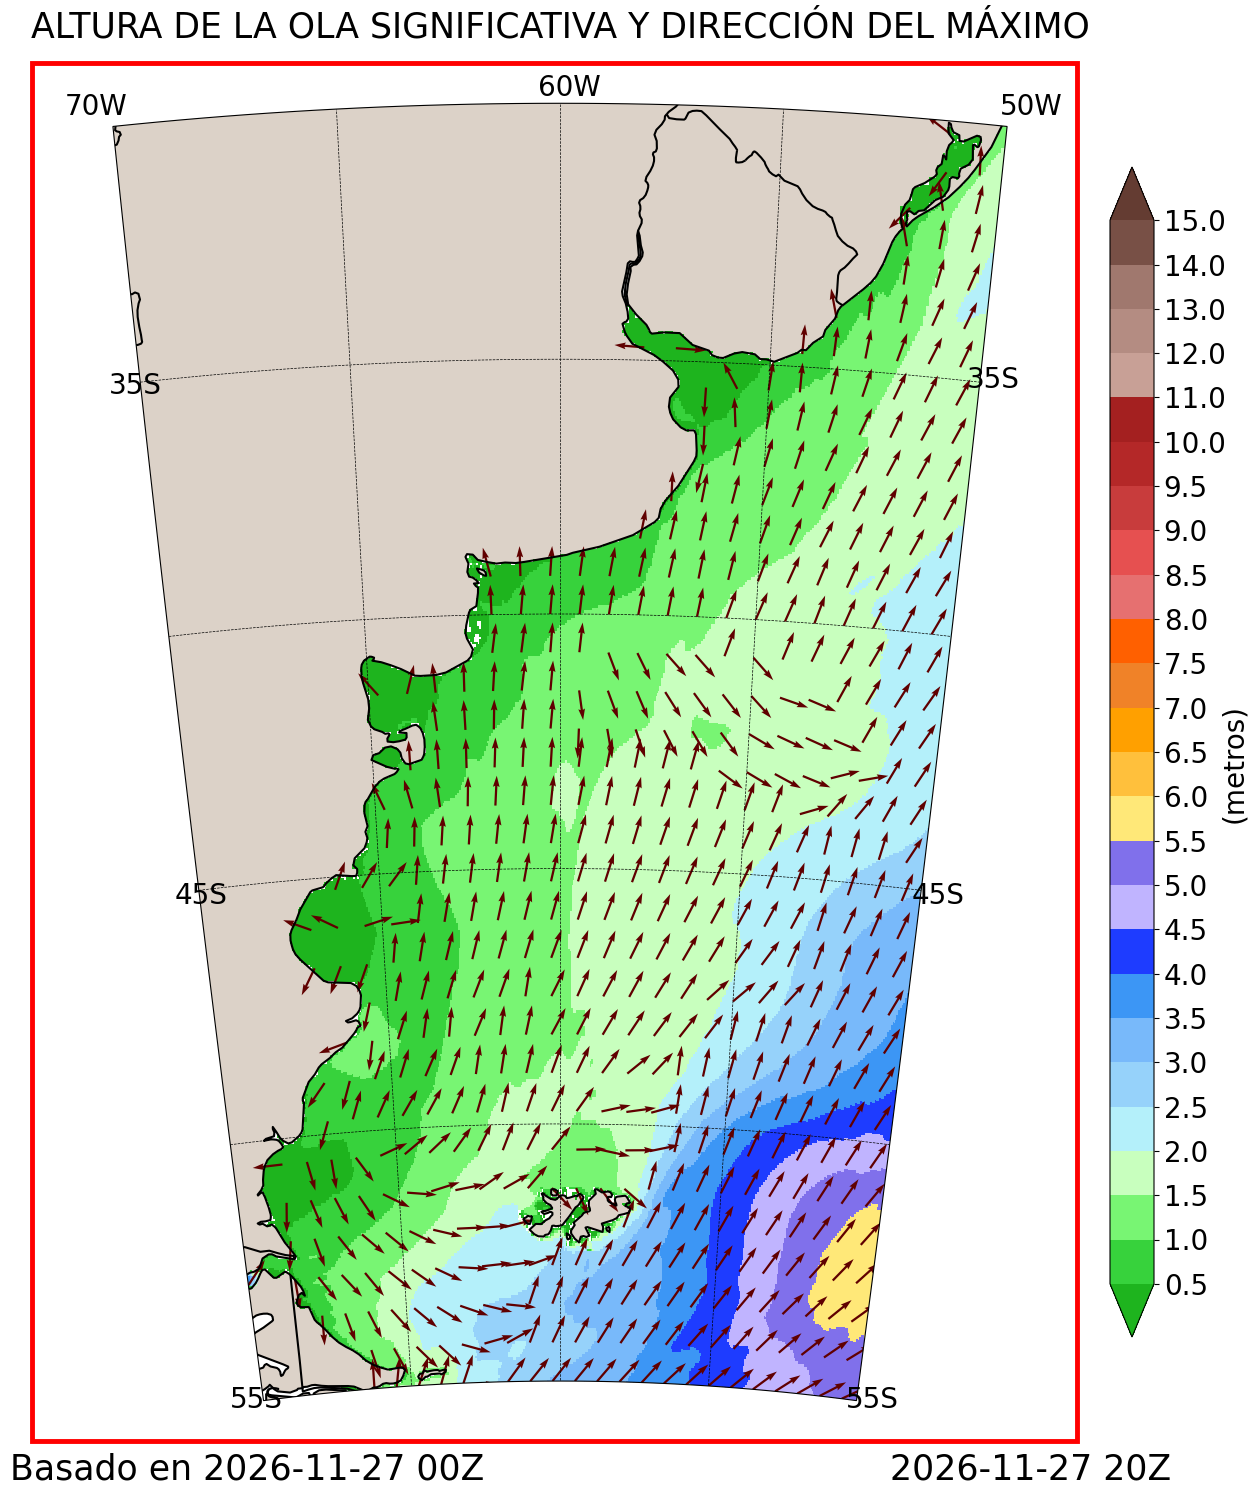 ALTURA DE LA OLA SIGNIFICATIVA Y DIRECCIÓN DEL MÁXIMO
70W
60W
50W
35S
35S
45S
45S
55S
55S
15.0
14.0
13.0
12.0
11.0
10.0
9.5
9.0
8.5
8.0
7.5
7.0
6.5
6.0
5.5
5.0
4.5
4.0
3.5
3.0
2.5
2.0
1.5
1.0
0.5
(metros)
Basado en 2026-11-27 00Z
2026-11-27 20Z